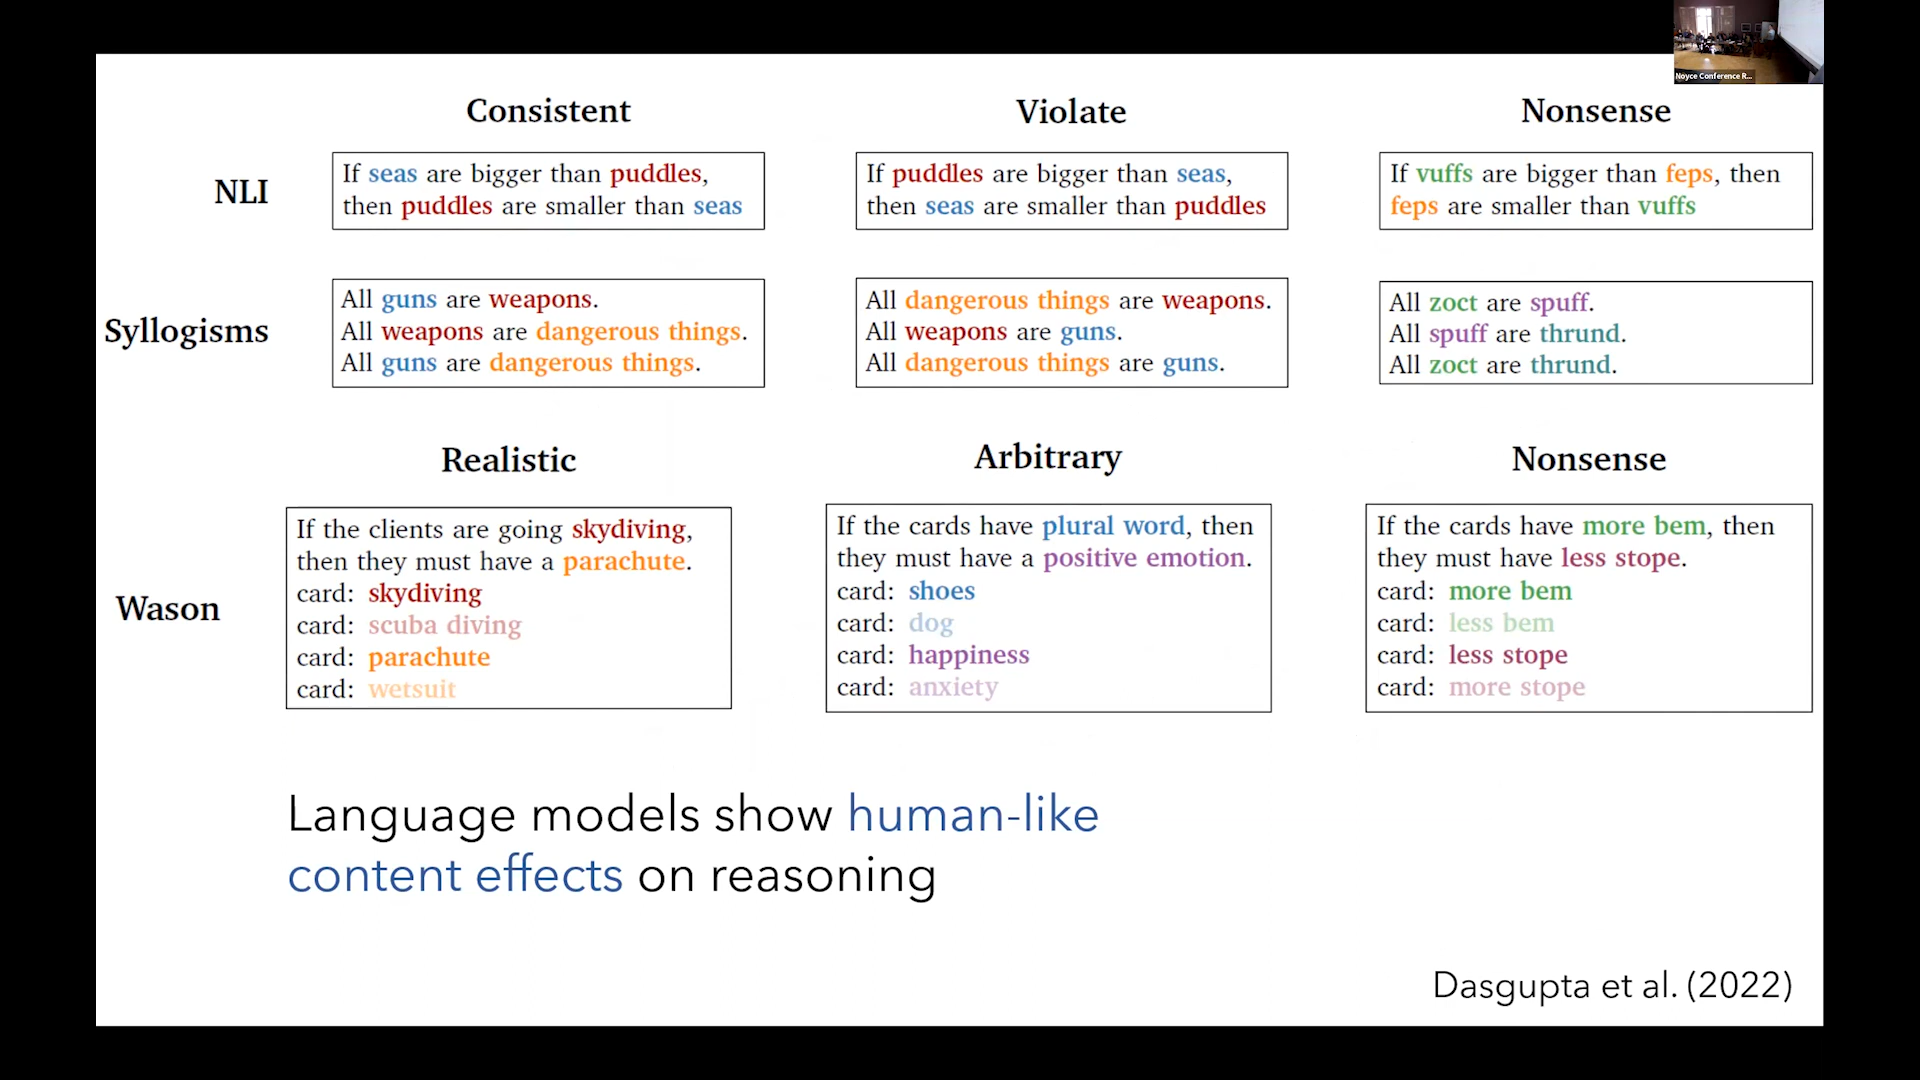 Noyce Conference R...
Consistent
Violate
Nonsense
NLI
If seas are bigger than puddles,
then puddles are smaller than seas
If puddles are bigger than seas,
then seas are smaller than puddles
If vuffs are bigger than feps, then
feps are smaller than vuffs
Syllogisms
All guns are weapons.
All weapons are dangerous things.
All guns are dangerous things.
All dangerous things are weapons.
All weapons are guns.
All dangerous things are guns.
All zoct are spuff.
All spuff are thrund.
All zoct are thrund.
Realistic
Arbitrary
Nonsense
Wason
If the clients are going skydiving,
then they must have a parachute.
card: skydiving
card: scuba diving
card: parachute
card: wetsuit
If the cards have plural word, then
they must have a positive emotion.
card: shoes
card: dog
card: happiness
card: anxiety
If the cards have more bem, then
they must have less stope.
card: more bem
card: less bem
card: less stope
card: more stope
Language models show human-like
content effects on reasoning
Dasgupta et al. (2022)